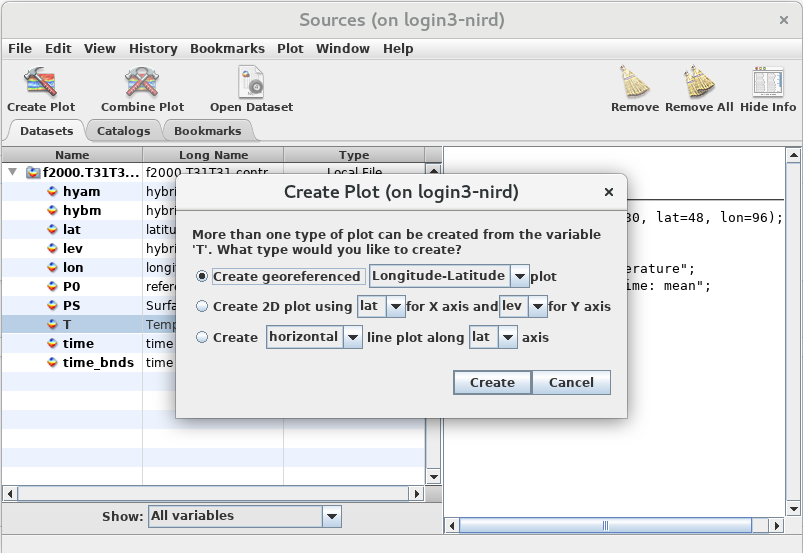 Sources (on login3-nird)
File Edit View History Bookmarks Plot Window Help
Create Plot Combine Plot Open Dataset Remove Remove All Hide Info
Datasets Catalogs Bookmarks
Name Long Name Type
f2000.T31T3... f2000.T31T31.contr... Local File
hyam hybri
hybm hybri
lat latitu
lev hybri
lon longi
P0 refere
PS Surfa
T Temp
time time
time_bnds time
30, lat=48, lon=96);
erature";
ime: mean";
Create Plot (on login3-nird)
More than one type of plot can be created from the variable
'T'. What type would you like to create?
Create georeferenced Longitude-Latitude plot
Create 2D plot using lat for X axis and lev for Y axis
Create horizontal line plot along lat axis
Create Cancel
Show: All variables